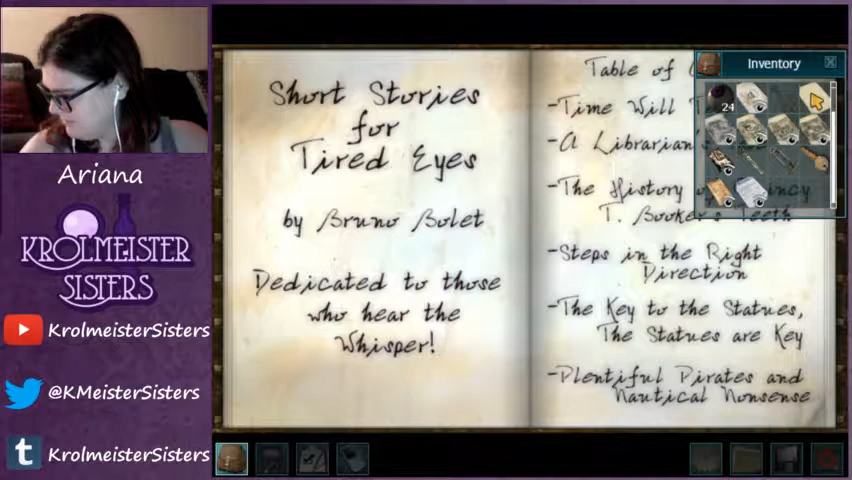 Ariana
KROLMEISTER
SISTERS
KrolmeisterSisters
@KMeisterSisters
KrolmeisterSisters
Short Stories
for
Tired Eyes
by Bruno Bolet
Dedicated to those
who hear the
Whisper!
Table of
-Time Will
-A Librarian's
-The History
T. Booker's Teeth
-Steps in the Right
Direction
-The Key to the Statues,
The Statues are Key
-Plentiful Pirates and
Nautical Nonsense
Inventory
24